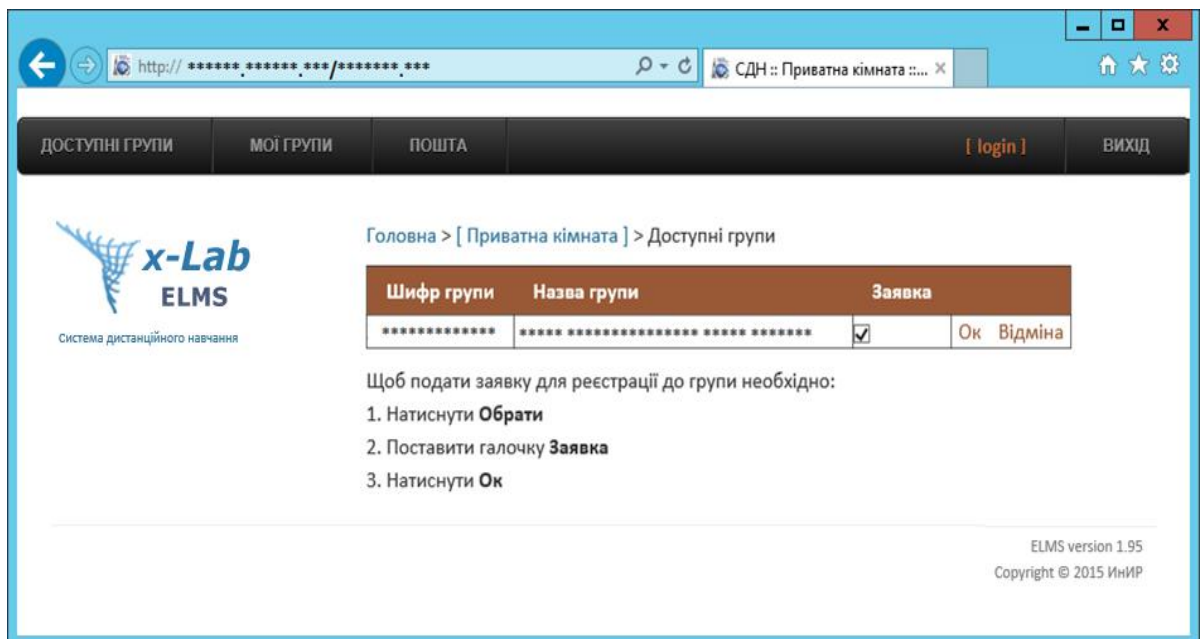 http:// ******.******.***/*******.***
СДН :: Приватна кімната ::...
ДОСТУПНІ ГРУПИ МОЇ ГРУПИ ПОШТА [ login ] ВИХІД
x-Lab
ELMS
Система дистанційного навчання
Головна > [ Приватна кімната ] > Доступні групи
Шифр групи Назва групи Заявка
************* ***** **************** ***** ******* Ок Відміна
Щоб подати заявку для реєстрації до групи необхідно:
1. Натиснути Обрати
2. Поставити галочку Заявка
3. Натиснути Ок
ELMS version 1.95
Copyright © 2015 ИнИР